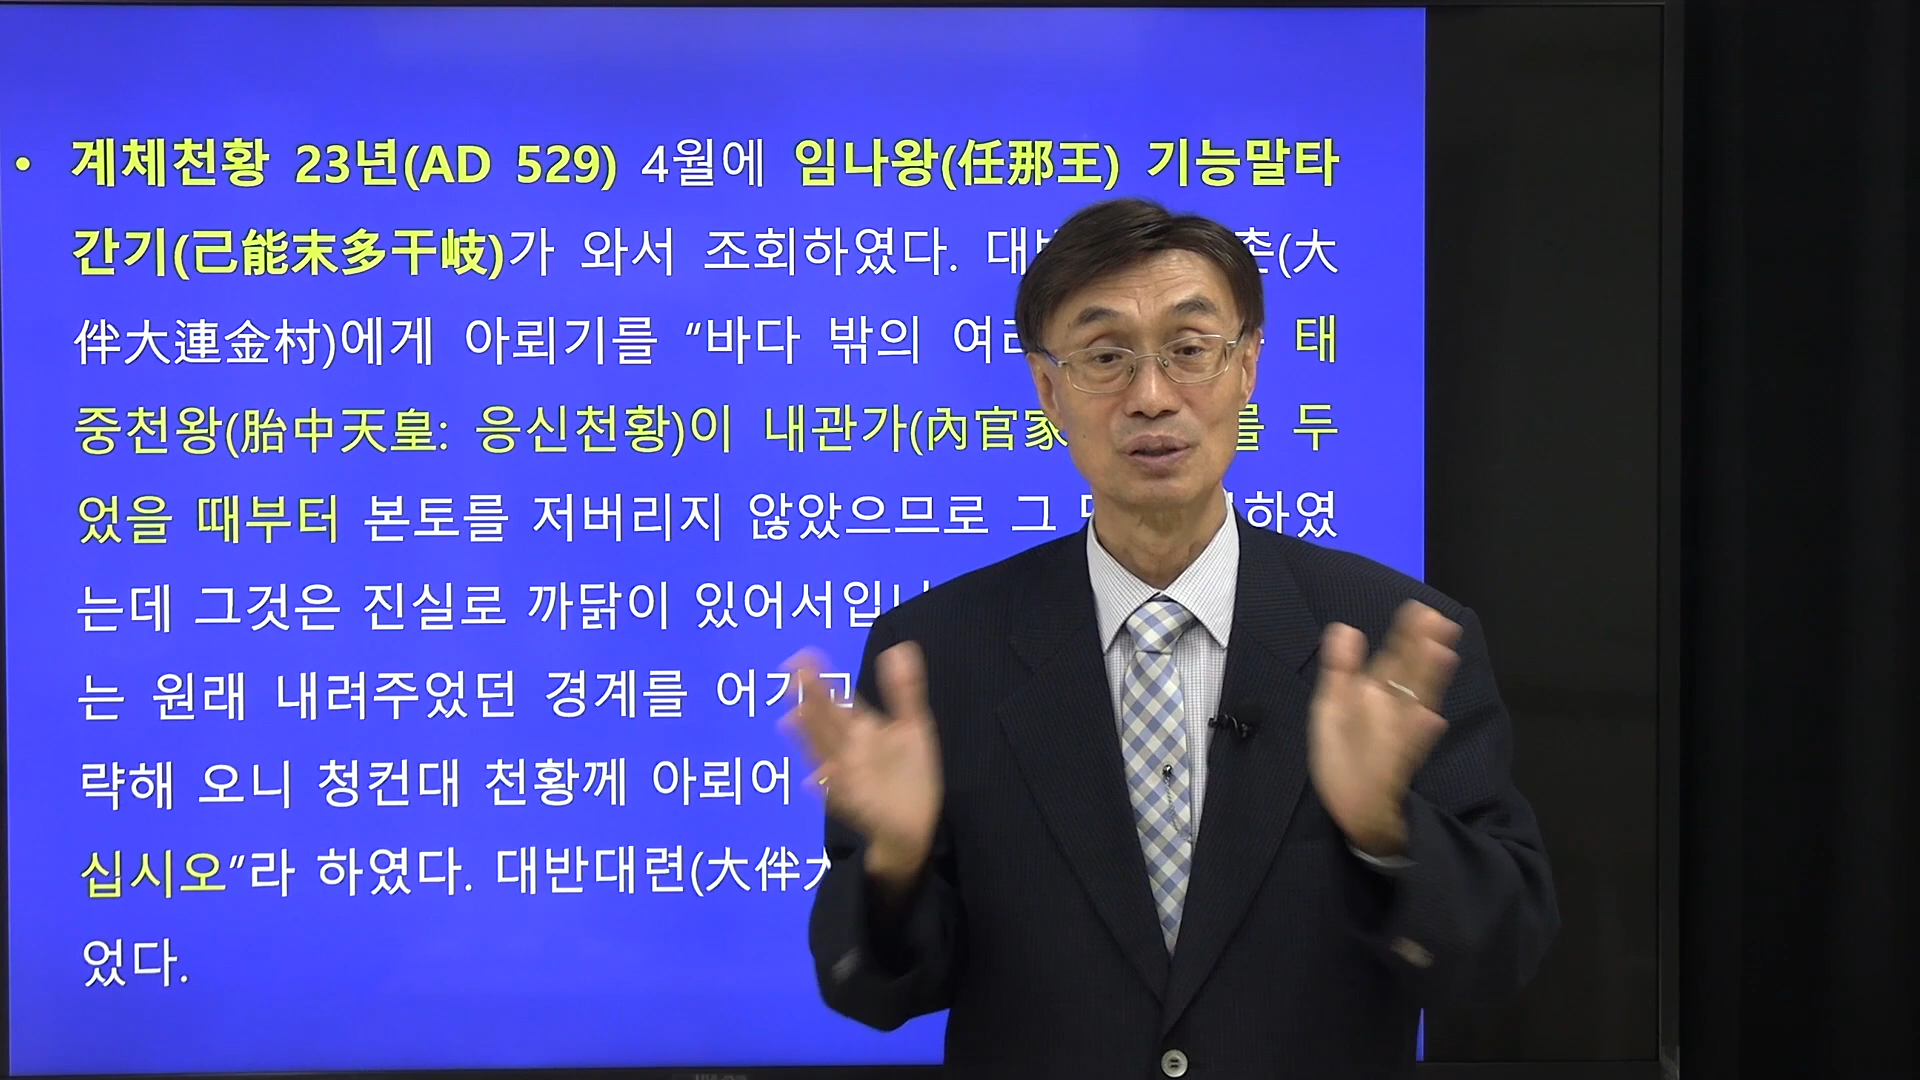 • 계체천황 23년(AD 529) 4월에 임나왕(任那王) 기능말타
간기(己能末多干岐)가 와서 조회하였다. 촌(大
伴大連金村)에게 아뢰기를 “바다 밖의 태
중천왕(胎中天皇: 응신천황)이 내관가(內官家 를 두
었을 때부터 본토를 저버리지 않았으므로 그 하였
는데 그것은 진실로 까닭이 있어서입니
는 원래 내려주었던 경계를
략해 오니 청컨대 천황께 아뢰어
십시오”라 하였다. 대반대련(大伴
었다.